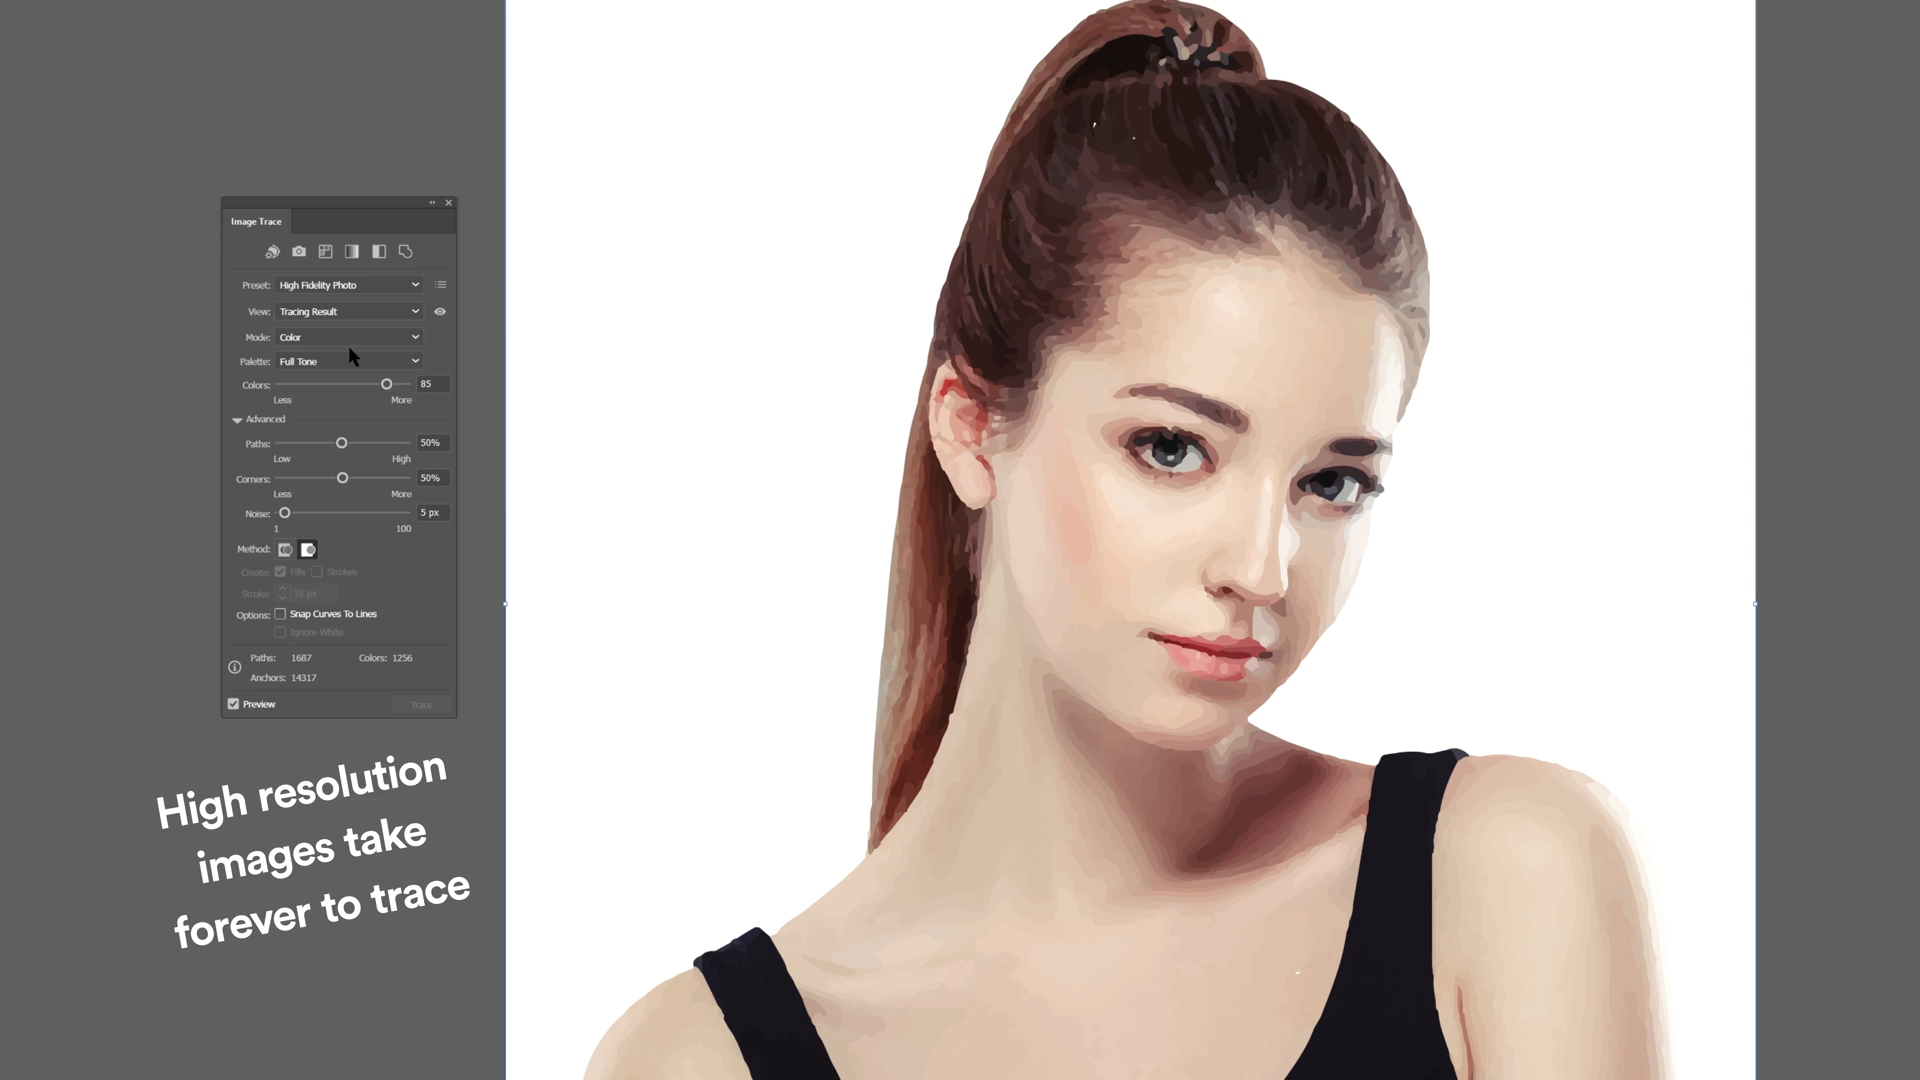 Image Trace
Preset: High Fidelity Photo
View: Tracing Result
Mode: Color
Palette: Full Tone
Colors: 85
Less More
Advanced
Paths: 50%
Low High
Corners: 50%
Less More
Noise: 5 px
1 100
Method:
Create: Fills Strokes
Stroke: 10 px
Options: Snap Curves To Lines
Ignore White
Paths: 1687 Colors: 1256
Anchors: 14317
Preview Trace
High resolution
images take
forever to trace